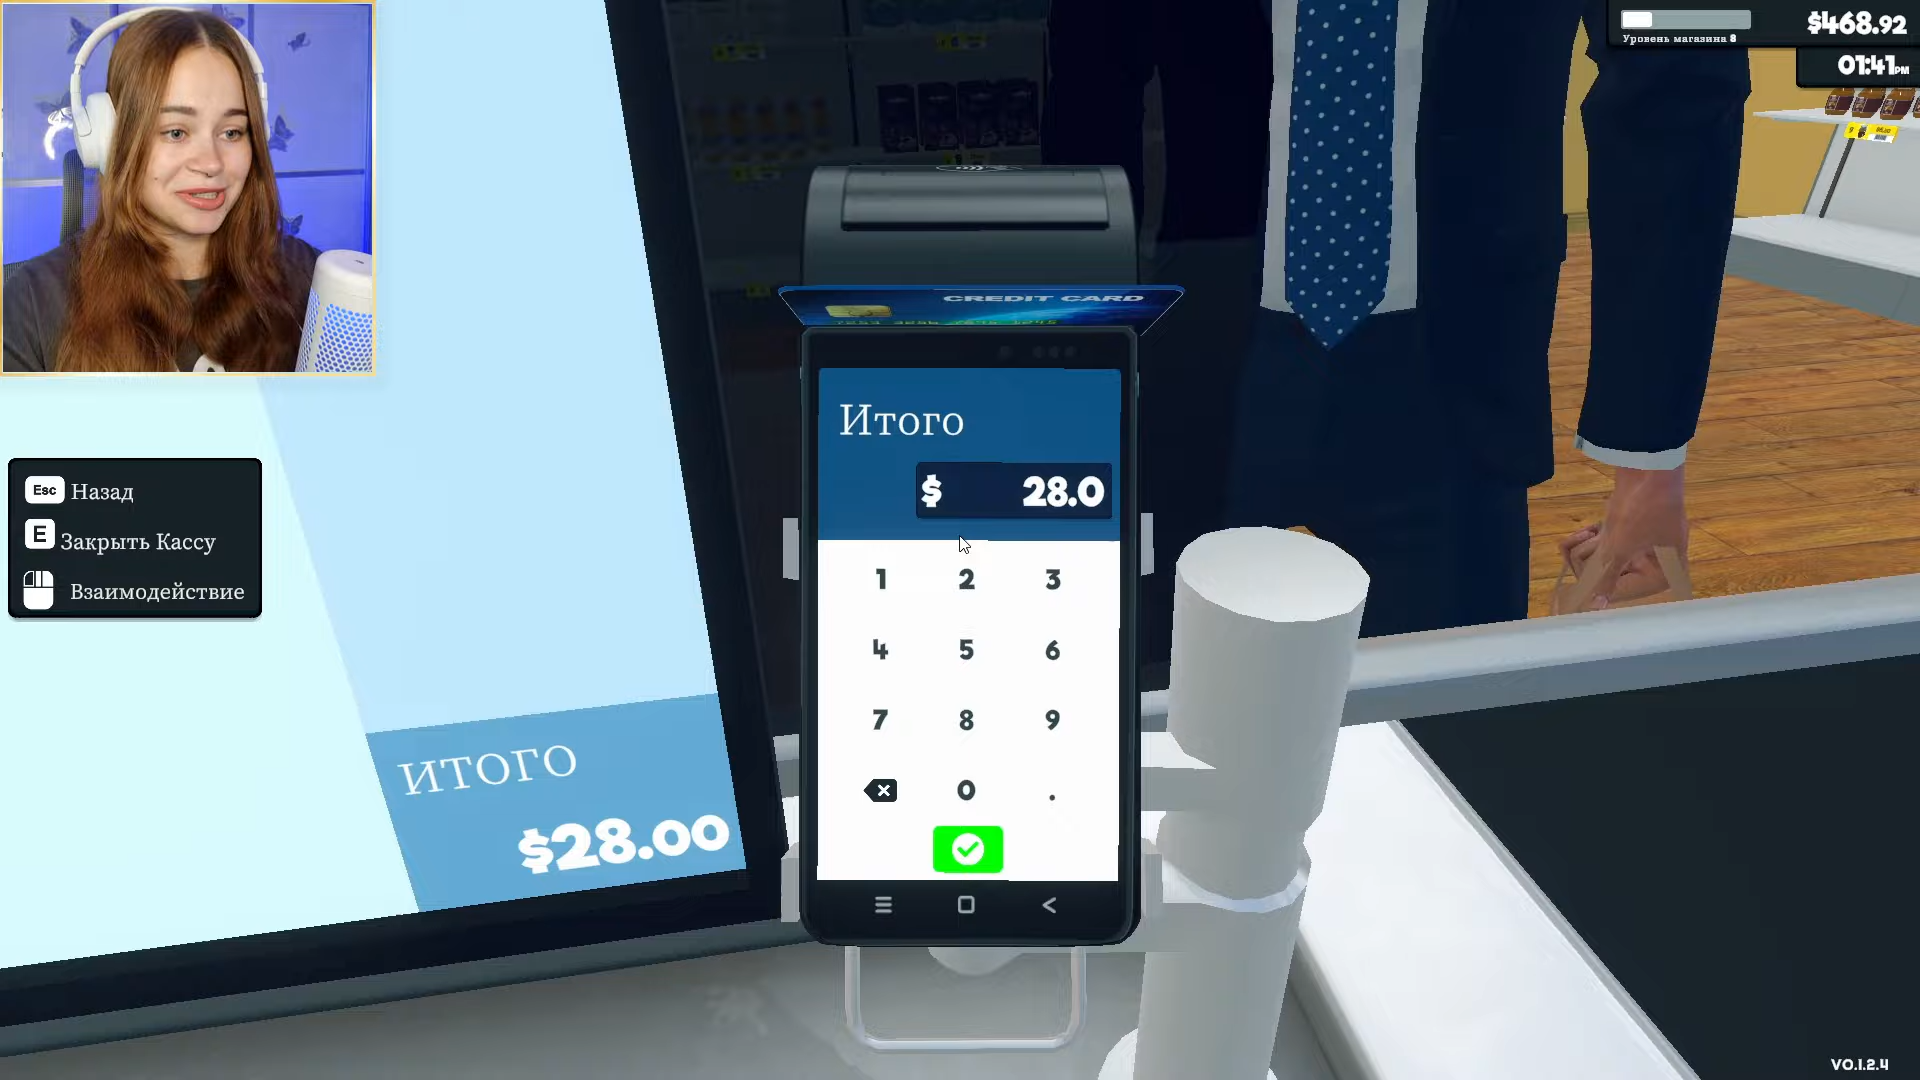 $468.92
Уровень магазина 8
01:41PM
CREDIT CARD
Итого
$ 28.0
Esc Назад
E Закрыть Кассу
Взаимодействие
1 2 3
4 5 6
7 8 9
0 .
ИТОГО
$28.00
V0.1.2.4